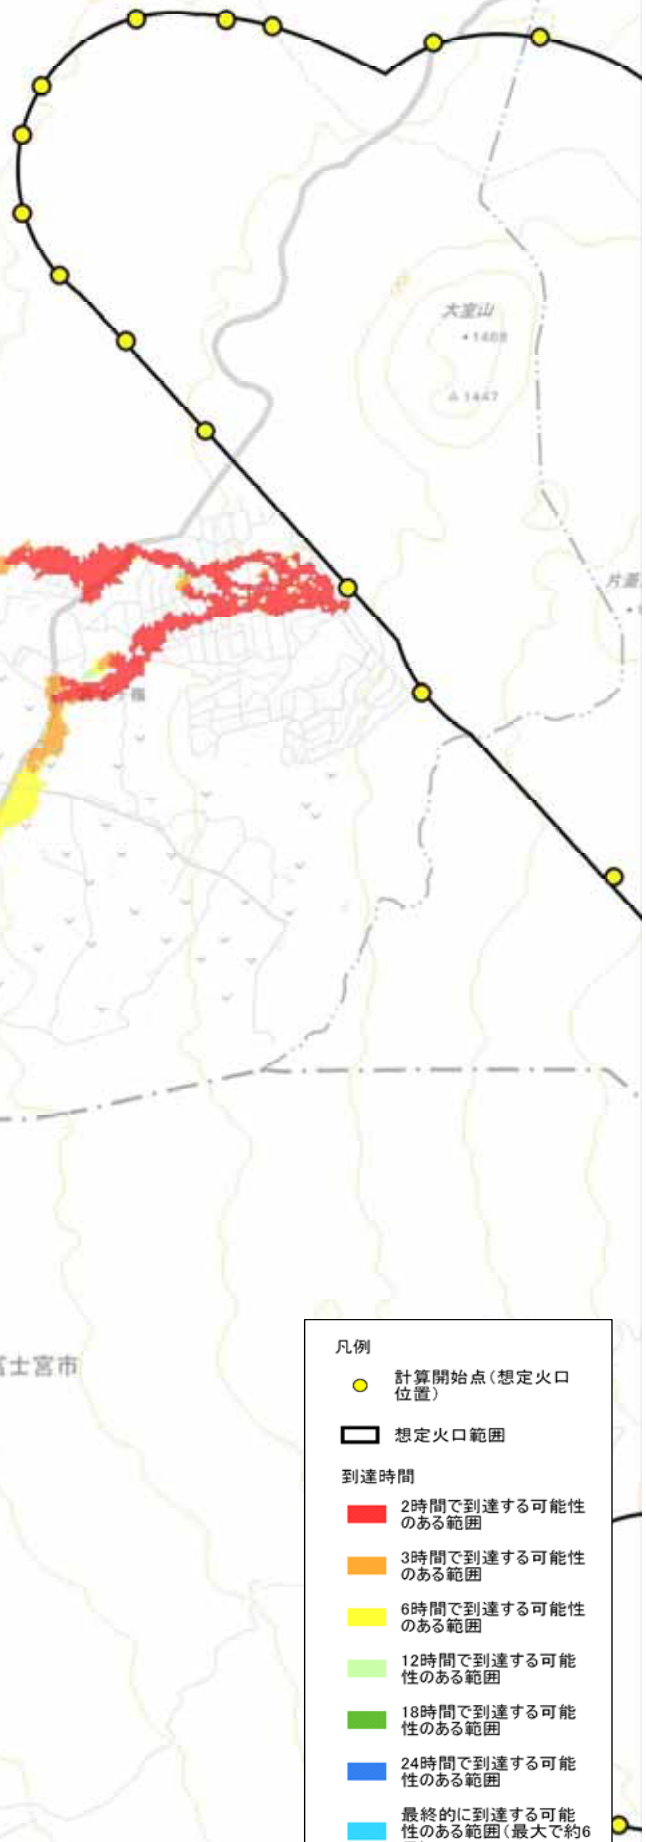 大室山
1468
1447
士宮市
凡例
計算開始点(想定火口
位置)
想定火口範囲
到達時間
2時間で到達する可能性
のある範囲
3時間で到達する可能性
のある範囲
6時間で到達する可能性
のある範囲
12時間で到達する可能
性のある範囲
18時間で到達する可能
性のある範囲
24時間で到達する可能
性のある範囲
最終的に到達する可能
性のある範囲(最大で約6